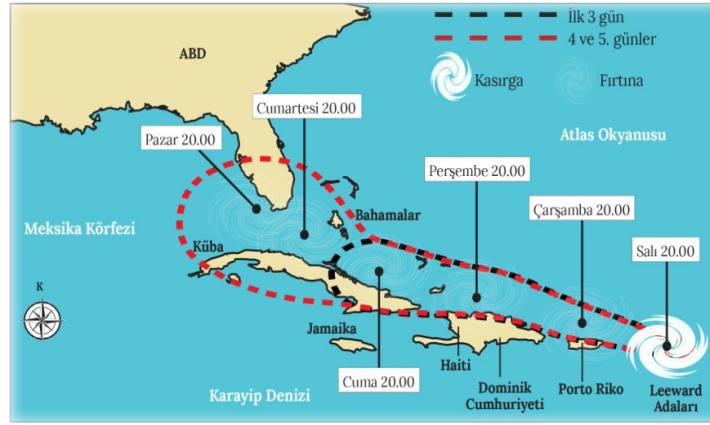 İlk 3 gün
4 ve 5. günler
Kasırga
Fırtına
ABD
Cumartesi 20.00
Pazar 20.00
Atlas Okyanusu
Perşembe 20.00
Çarşamba 20.00
Salı 20.00
Meksika Körfezi
Bahamalar
Küba
K
Jamaika
Haiti
Cuma 20.00
Dominik
Cumhuriyeti
Porto Riko
Leeward
Adaları
Karayip Denizi